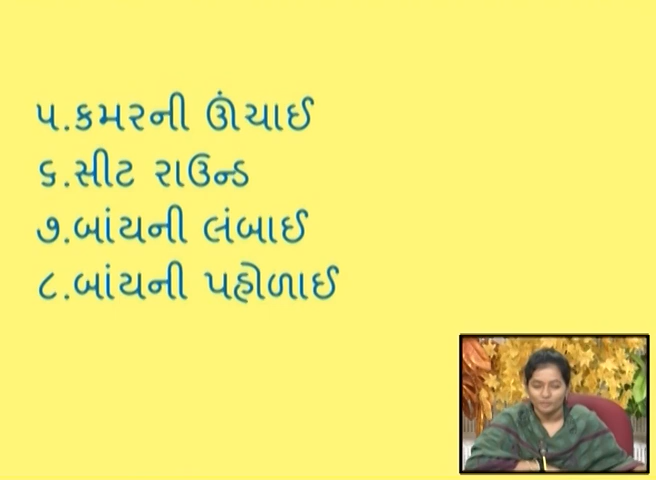 ૫.કમરની ઊંચાઈ
૬.સીટ રાઉન્ડ
૭.બાંયની લંબાઈ
૮.બાંયની પહોળાઈ